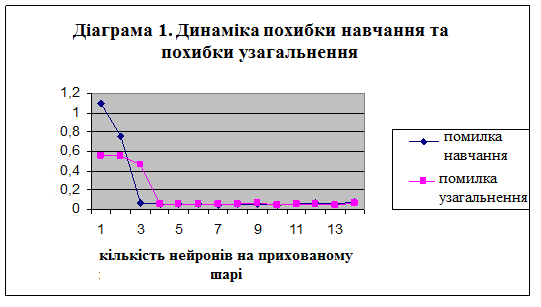 Діаграма 1. Динаміка похибки навчання та
похибки узагальнення
1,2
1
0,8
0,6
0,4
0,2
0
1 3 5 7 9 11 13
кількість нейронів на прихованому
шарі
помилка
навчання
помилка
узагальнення